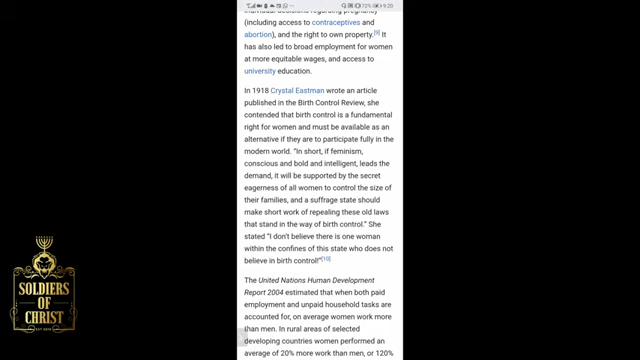 72% 9:20
individual decisions regarding pregnancy
(including access to contraceptives and
abortion), and the right to own property.[9] It
has also led to broad employment for women
at more equitable wages, and access to
university education.
In 1918 Crystal Eastman wrote an article
published in the Birth Control Review, she
contended that birth control is a fundamental
right for women and must be available as an
alternative if they are to participate fully in the
modern world. "In short, if feminism,
conscious and bold and intelligent, leads the
demand, it will be supported by the secret
eagerness of all women to control the size of
their families, and a suffrage state should
make short work of repealing these old laws
that stand in the way of birth control." She
stated "I don't believe there is one woman
within the confines of this state who does not
believe in birth control!"[10]
The United Nations Human Development
Report 2004 estimated that when both paid
employment and unpaid household tasks are
accounted for, on average women work more
than men. In rural areas of selected
developing countries women performed an
average of 20% more work than men, or 120%
SOLDIERS
OF
CHRIST